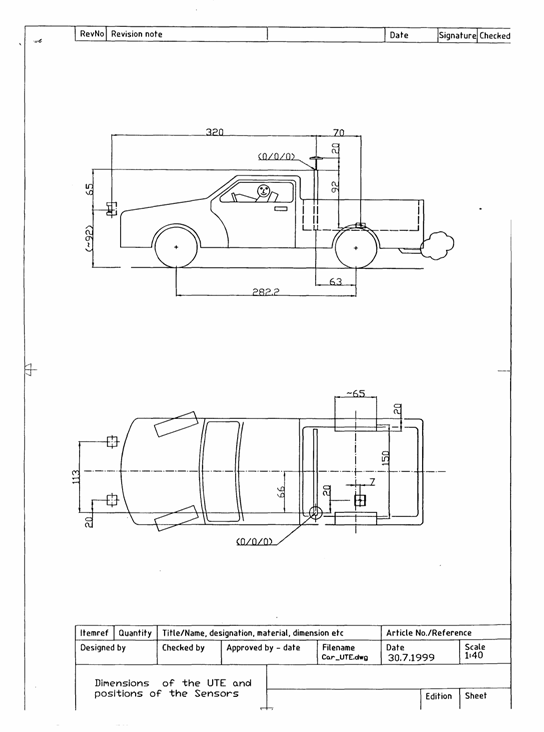 RevNo Revision note Date Signature Checked
320 70
20
(0/0/0)
65
92
(-92)
63
282.2
~65
20
150
113
7
66
20
20
(0/0/0)
Itemref Quantity Title/Name, designation, material, dimension etc Article No./Reference
Designed by Checked by Approved by - date Filename Date Scale
Car_UTE.dwg 30.7.1999 1:40
Dimensions of the UTE and
positions of the Sensors
Edition Sheet